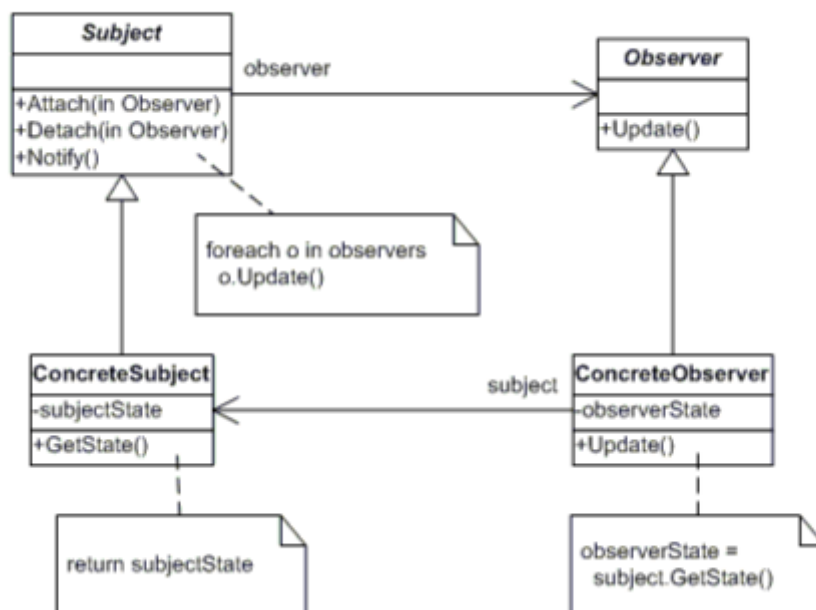 Subject
+Attach(in Observer)
+Detach(in Observer)
+Notify()
observer
Observer
+Update()
foreach o in observers
o.Update()
ConcreteSubject
-subjectState
+GetState()
subject
ConcreteObserver
-observerState
+Update()
return subjectState
observerState =
subject.GetState()